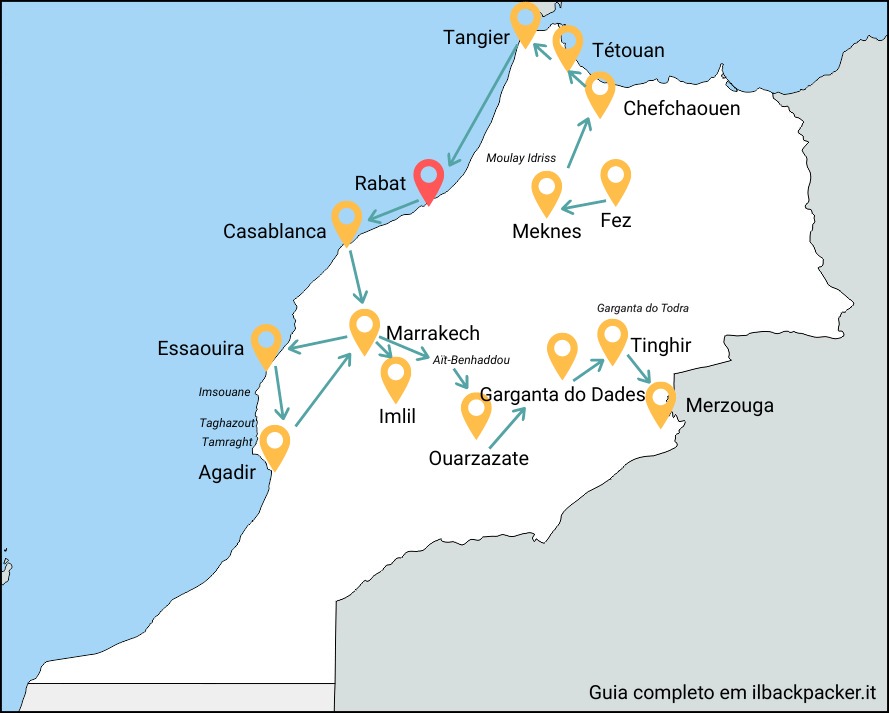 Tangier
Tétouan
Chefchaouen
Moulay Idriss
Rabat
Meknes
Fez
Casablanca
Garganta do Todra
Marrakech
Tinghir
Essaouira
Aït-Benhaddou
Imsouane
Garganta do Dades
Merzouga
Imlil
Taghazout
Tamraght
Ouarzazate
Agadir
Guia completo em ilbackpacker.it